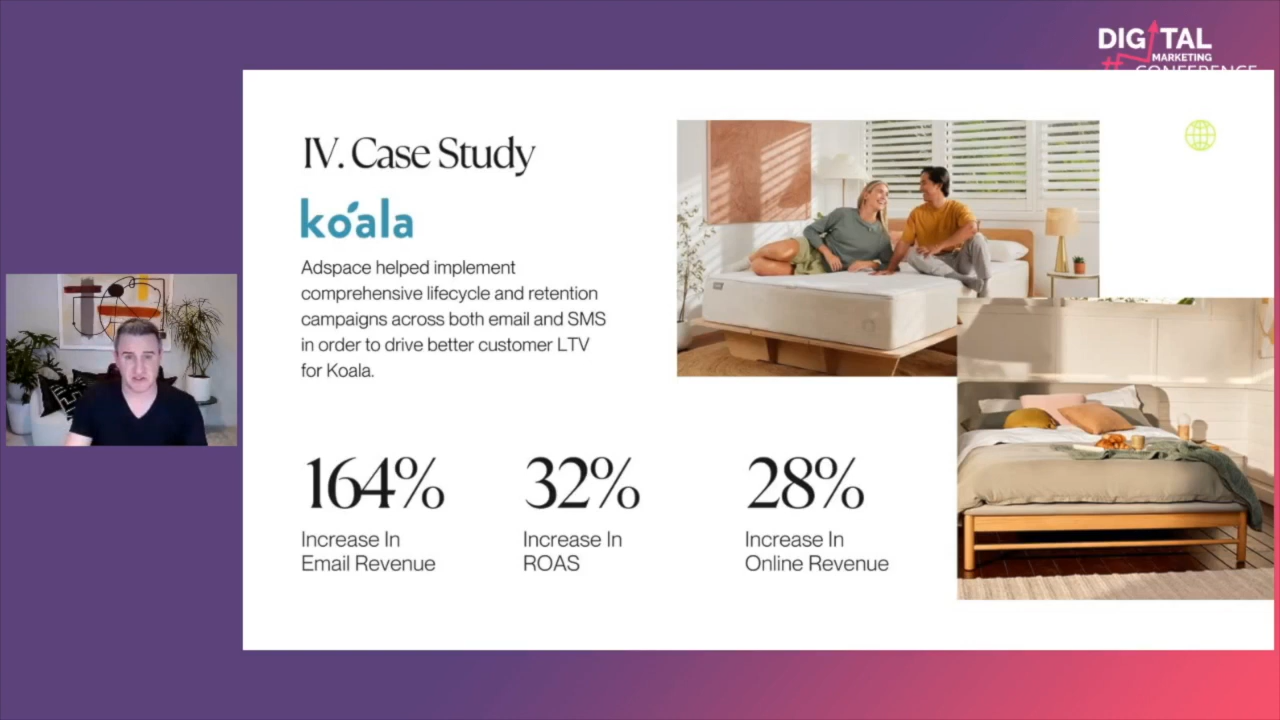 DIGITAL
MARKETING
CONFERENCE
IV. Case Study
koala
Adspace helped implement
comprehensive lifecycle and retention
campaigns across both email and SMS
in order to drive better customer LTV
for Koala.
164%
Increase In
Email Revenue
32%
Increase In
ROAS
28%
Increase In
Online Revenue